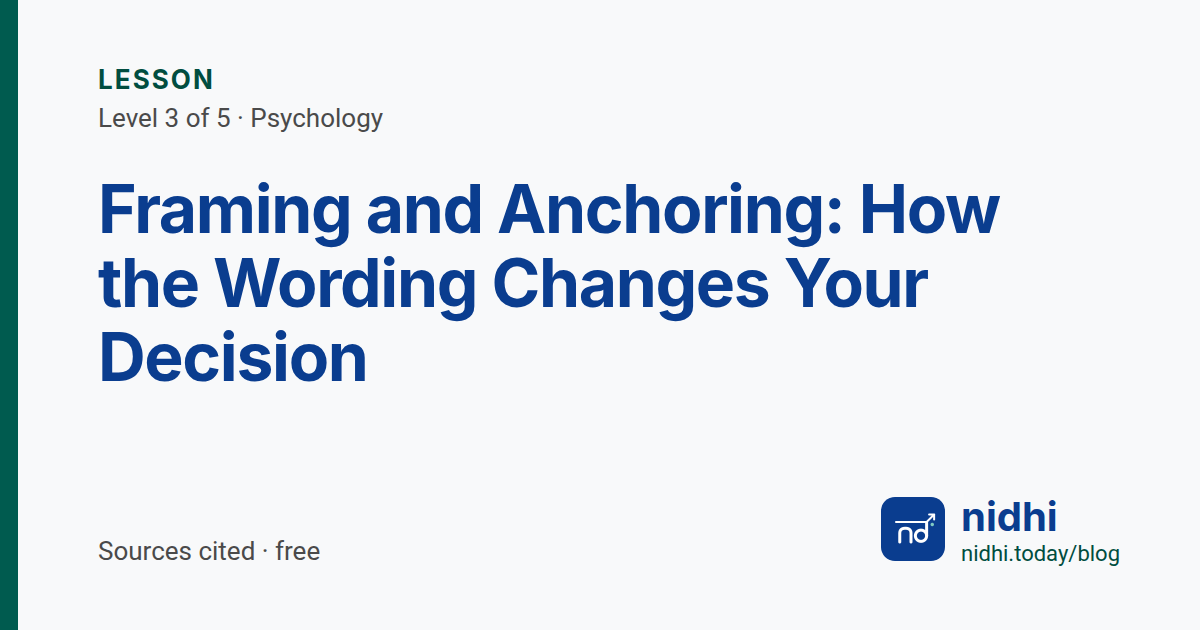 LESSON
Level 3 of 5 · Psychology
Framing and Anchoring: How
the Wording Changes Your
Decision
Sources cited · free
nd
nidhi
nidhi.today/blog